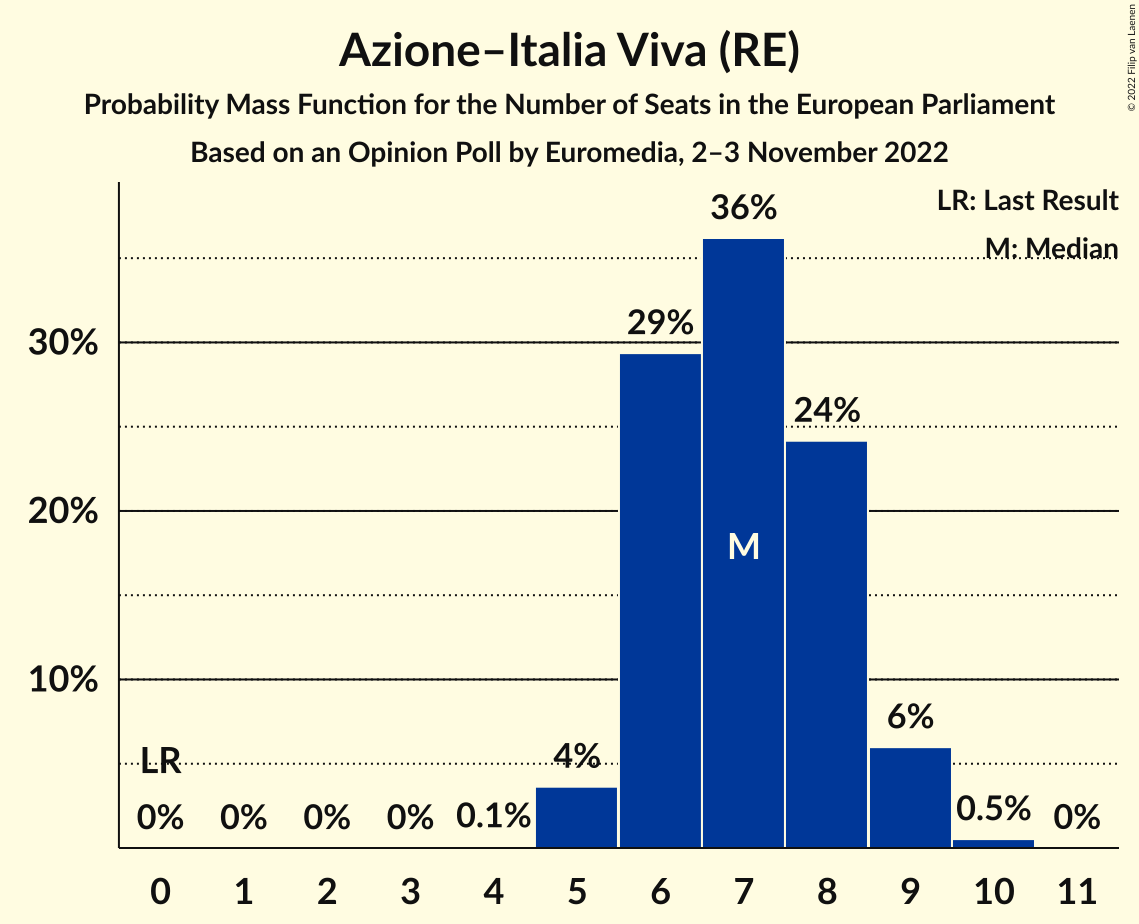 Azione–Italia Viva (RE)
Probability Mass Function for the Number of Seats in the European Parliament
Based on an Opinion Poll by Euromedia, 2–3 November 2022
© 2022 Filip van Laenen
LR: Last Result
M: Median
36%
29%
30%
24%
20%
M
10%
6%
LR
4%
0% 0% 0% 0% 0.1% 0.5% 0%
0 1 2 3 4 5 6 7 8 9 10 11